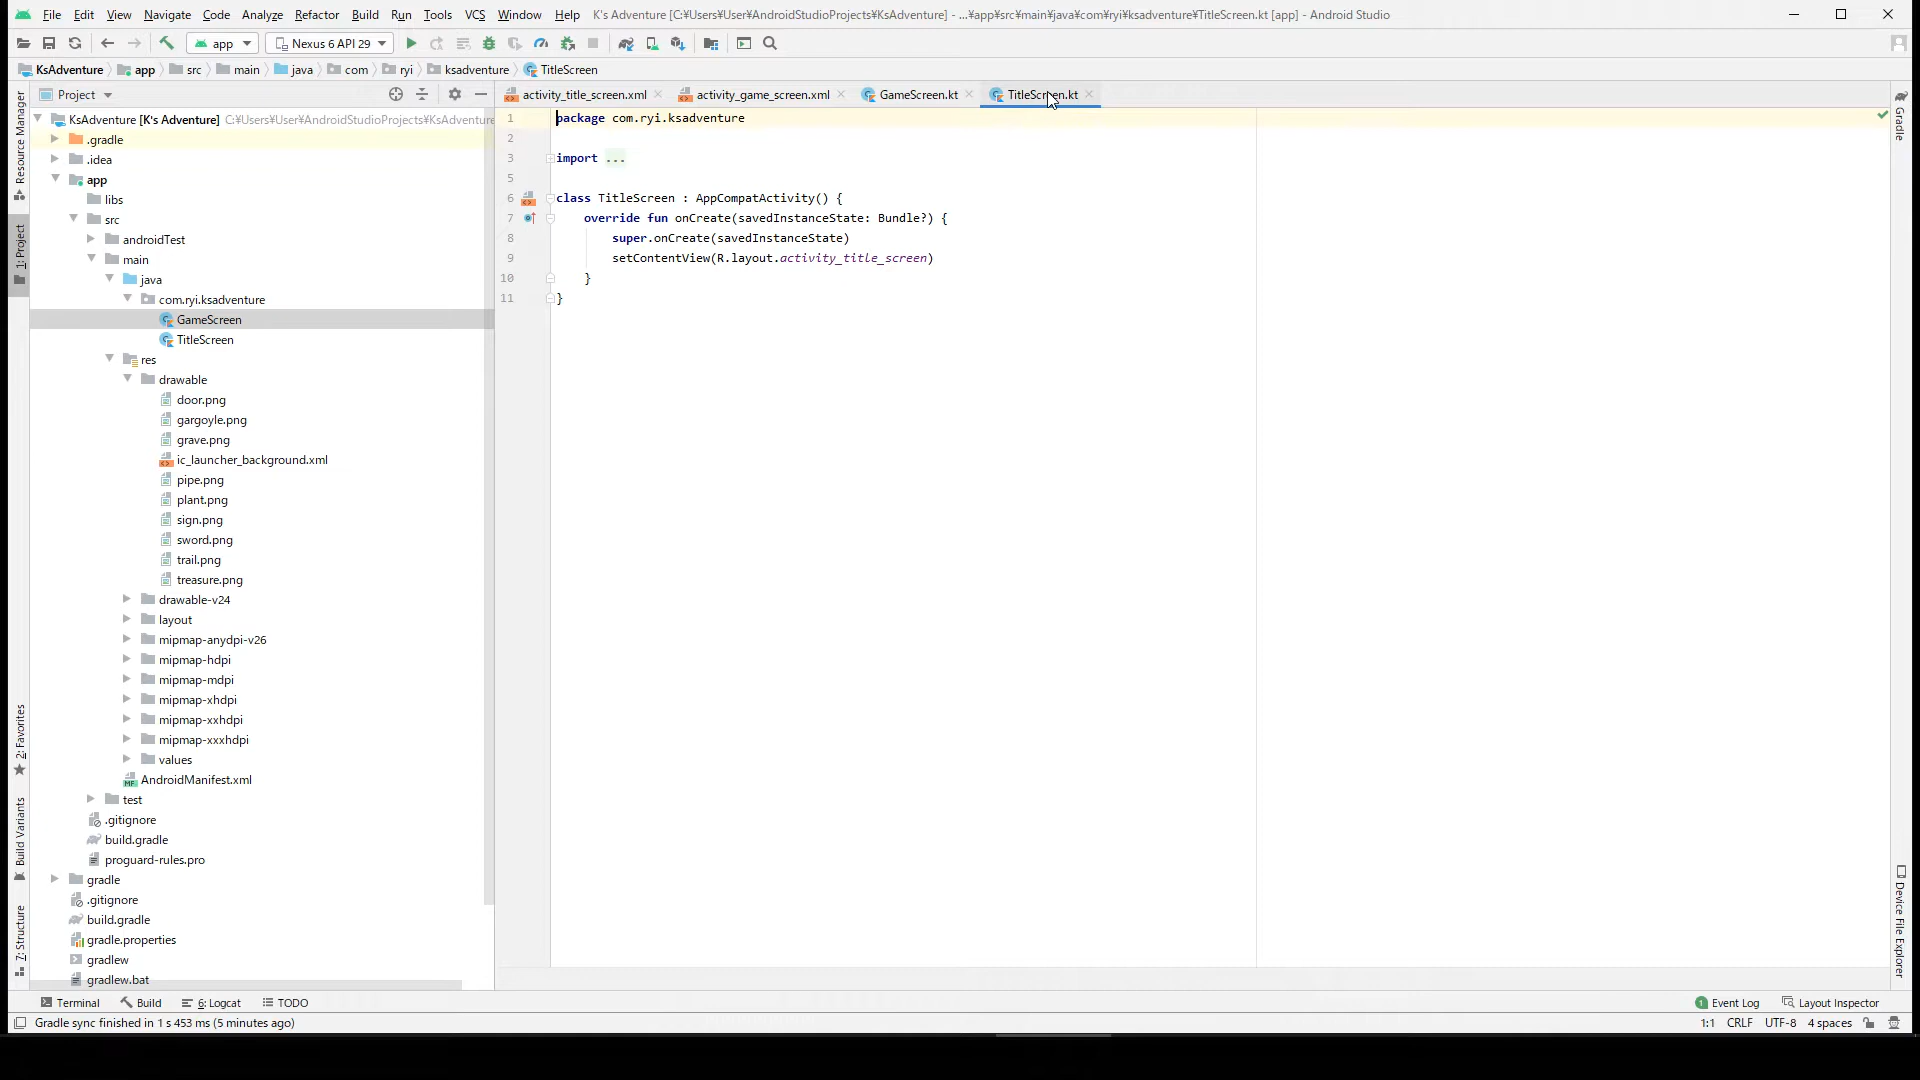 File Edit View Navigate Code Analyze Refactor Build Run Tools VCS Window Help K's Adventure [C:¥Users¥User¥AndroidStudioProjects¥KsAdventure] - ...¥app¥src¥main¥java¥com¥ryi¥ksadventure¥TitleScreen.kt [app] - Android Studio
app Nexus 6 API 29
KsAdventure app src main java com ryi ksadventure TitleScreen
Project
activity_title_screen.xml activity_game_screen.xml GameScreen.kt TitleScreen.kt
Resource Manager
1: Project
2: Favorites
Build Variants
7: Structure
KsAdventure [K's Adventure] C:¥Users¥User¥AndroidStudioProjects¥KsAdventure
.gradle
.idea
app
libs
src
androidTest
main
java
com.ryi.ksadventure
GameScreen
TitleScreen
res
drawable
door.png
gargoyle.png
grave.png
ic_launcher_background.xml
pipe.png
plant.png
sign.png
sword.png
trail.png
treasure.png
drawable-v24
layout
mipmap-anydpi-v26
mipmap-hdpi
mipmap-mdpi
mipmap-xhdpi
mipmap-xxhdpi
mipmap-xxxhdpi
values
AndroidManifest.xml
test
.gitignore
build.gradle
proguard-rules.pro
gradle
.gitignore
build.gradle
gradle.properties
gradlew
gradlew.bat
1 package com.ryi.ksadventure
2
3 import ...
5
6 class TitleScreen : AppCompatActivity() {
7 override fun onCreate(savedInstanceState: Bundle?) {
8 super.onCreate(savedInstanceState)
9 setContentView(R.layout.activity_title_screen)
10 }
11 }
Gradle
Device File Explorer
Terminal Build 6: Logcat TODO 1 Event Log Layout Inspector
Gradle sync finished in 1 s 453 ms (5 minutes ago) 1:1 CRLF UTF-8 4 spaces